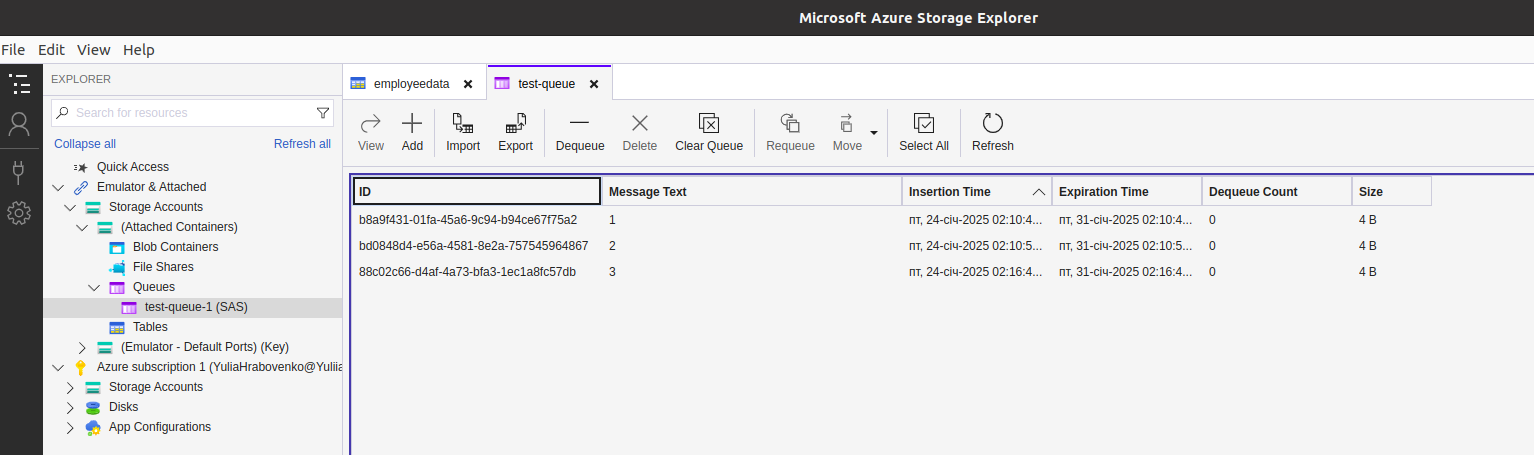 Microsoft Azure Storage Explorer
File Edit View Help
EXPLORER
Search for resources
Collapse all Refresh all
Quick Access
Emulator & Attached
Storage Accounts
(Attached Containers)
Blob Containers
File Shares
Queues
test-queue-1 (SAS)
Tables
(Emulator - Default Ports) (Key)
Azure subscription 1 (YuliaHrabovenko@Yuliia
Storage Accounts
Disks
App Configurations
employeedata test-queue
View Add Import Export Dequeue Delete Clear Queue Requeue Move Select All Refresh
ID Message Text Insertion Time Expiration Time Dequeue Count Size
b8a9f431-01fa-45a6-9c94-b94ce67f75a2 1 пт, 24-січ-2025 02:10:4... пт, 31-січ-2025 02:10:4... 0 4 B
bd0848d4-e56a-4581-8e2a-757545964867 2 пт, 24-січ-2025 02:10:5... пт, 31-січ-2025 02:10:5... 0 4 B
88c02c66-d4af-4a73-bfa3-1ec1a8fc57db 3 пт, 24-січ-2025 02:16:4... пт, 31-січ-2025 02:16:4... 0 4 B